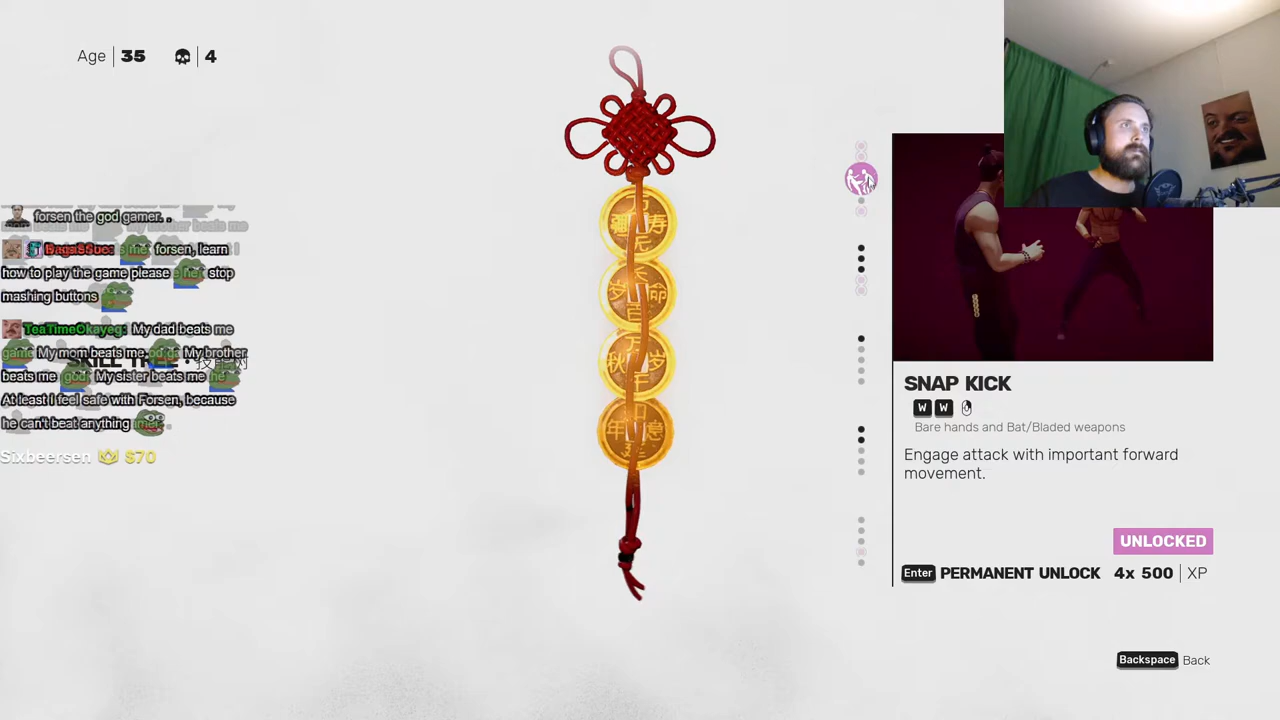 Age | 35 4
forsen the god gamer. .
forsen, learn
how to play the game please stop
mashing buttons
TeaTimeOkayeg: My dad beats me
My mom beats me My brother
beats me My sister beats me
At least I feel safe with Forsen, because
he can't beat anything
SKILL TREE
Sixbeersen $70
SNAP KICK
W W
Bare hands and Bat/Bladed weapons
Engage attack with important forward
movement.
UNLOCKED
Enter PERMANENT UNLOCK 4x 500 | XP
Backspace Back